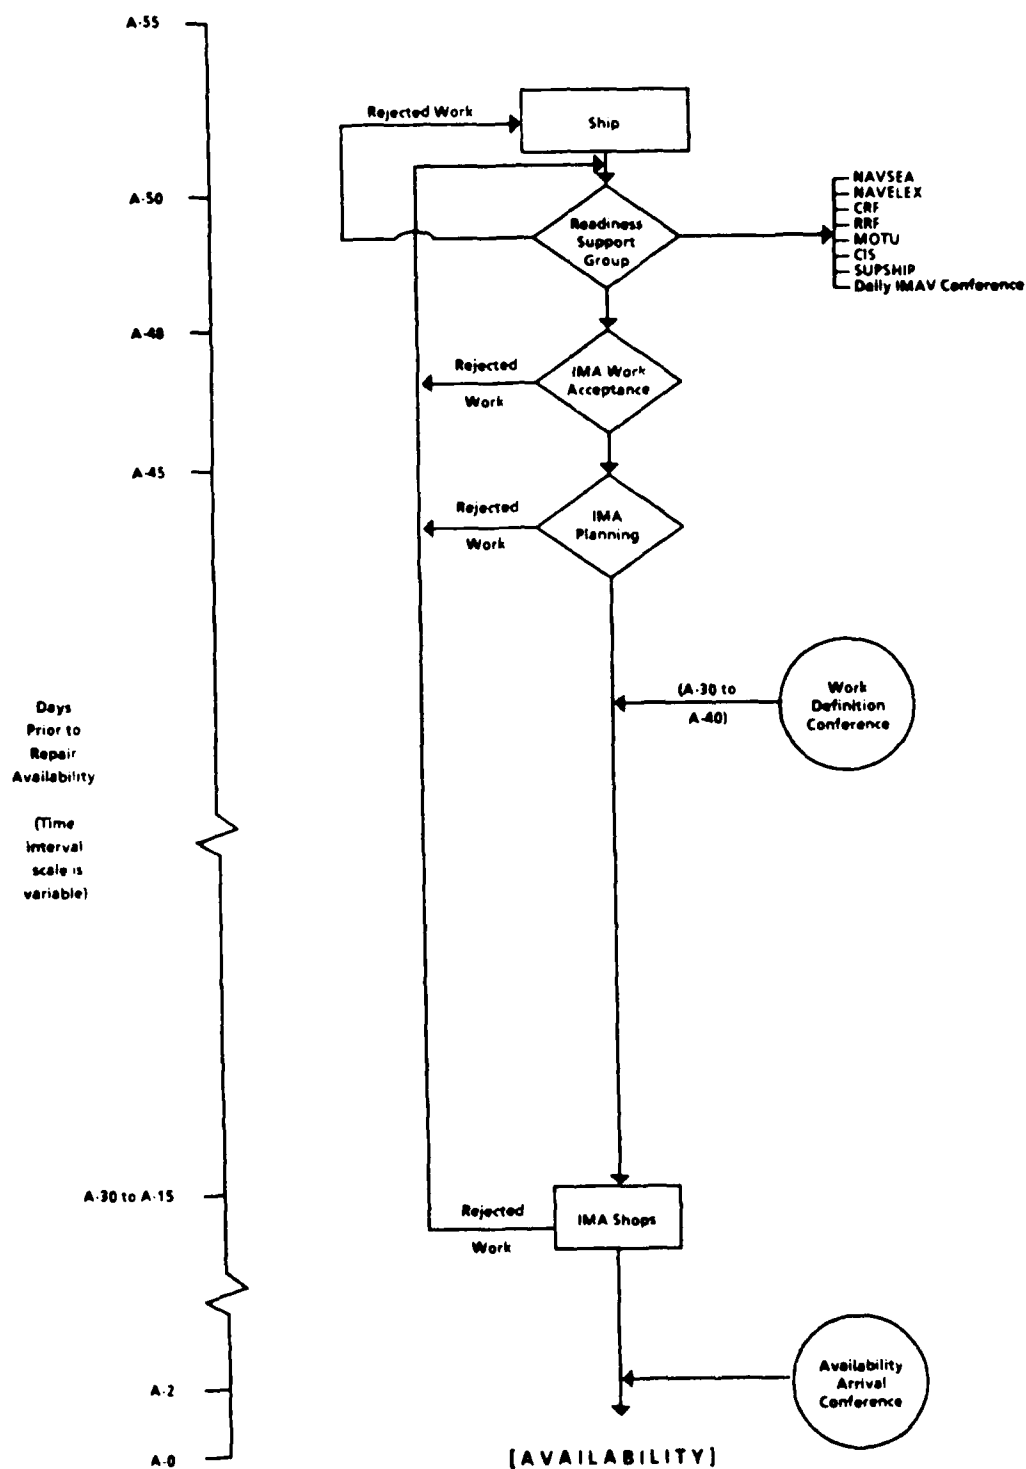 A-55
Rejected Work
Ship
A-50
Readiness
Support
Group
NAVSEA
NAVELEX
CRF
RRF
MOTU
CIS
SUPSHIP
Daily IMAV Conference
A-48
Rejected
Work
IMA Work
Acceptance
A-45
Rejected
Work
IMA
Planning
Days
Prior to
Repair
Availability
(Time
interval
scale is
variable)
(A-30 to
A-40)
Work
Definition
Conference
A-30 to A-15
Rejected
Work
IMA Shops
Availability
Arrival
Conference
A-2
A-0
[AVAILABILITY]